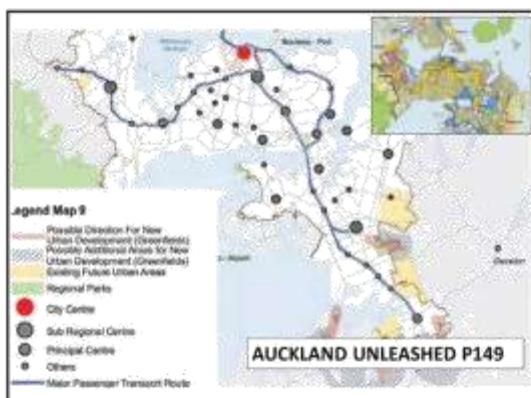 Legend Map 9
Possible Direction For New
Urban Development (Greenfields)
Possible Additional Areas for New
Urban Development (Greenfields)
Existing Future Urban Areas
Regional Parks
City Centre
Sub Regional Centre
Principal Centre
Others
Major Passenger Transport Route
AUCKLAND UNLEASHED P149